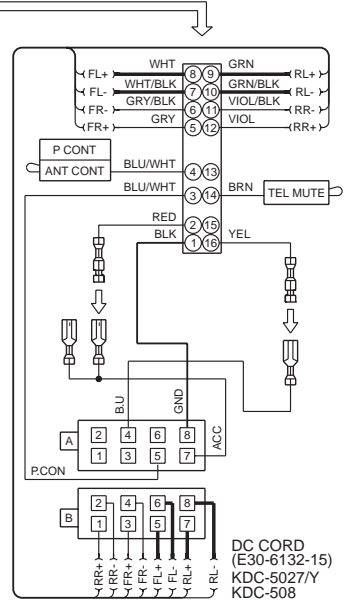 WHT 8 9 GRN
FL+ RL+
WHT/BLK 7 10 GRN/BLK
FL- RL-
GRY/BLK 6 11 VIOL/BLK
FR- RR-
GRY 5 12 VIOL
FR+ RR+
P CONT
ANT CONT
BLU/WHT 4 13
BLU/WHT 3 14 BRN TEL MUTE
RED 2 15
BLK 1 16 YEL
B.U
GND
ACC
A
2 4 6 8
1 3 5 7
P.CON
B
2 4 6 8
1 3 5 7
RR+ RR- FR+ FR- FL+ FL- RL+ RL-
DC CORD
(E30-6132-15)
KDC-5027/Y
KDC-508